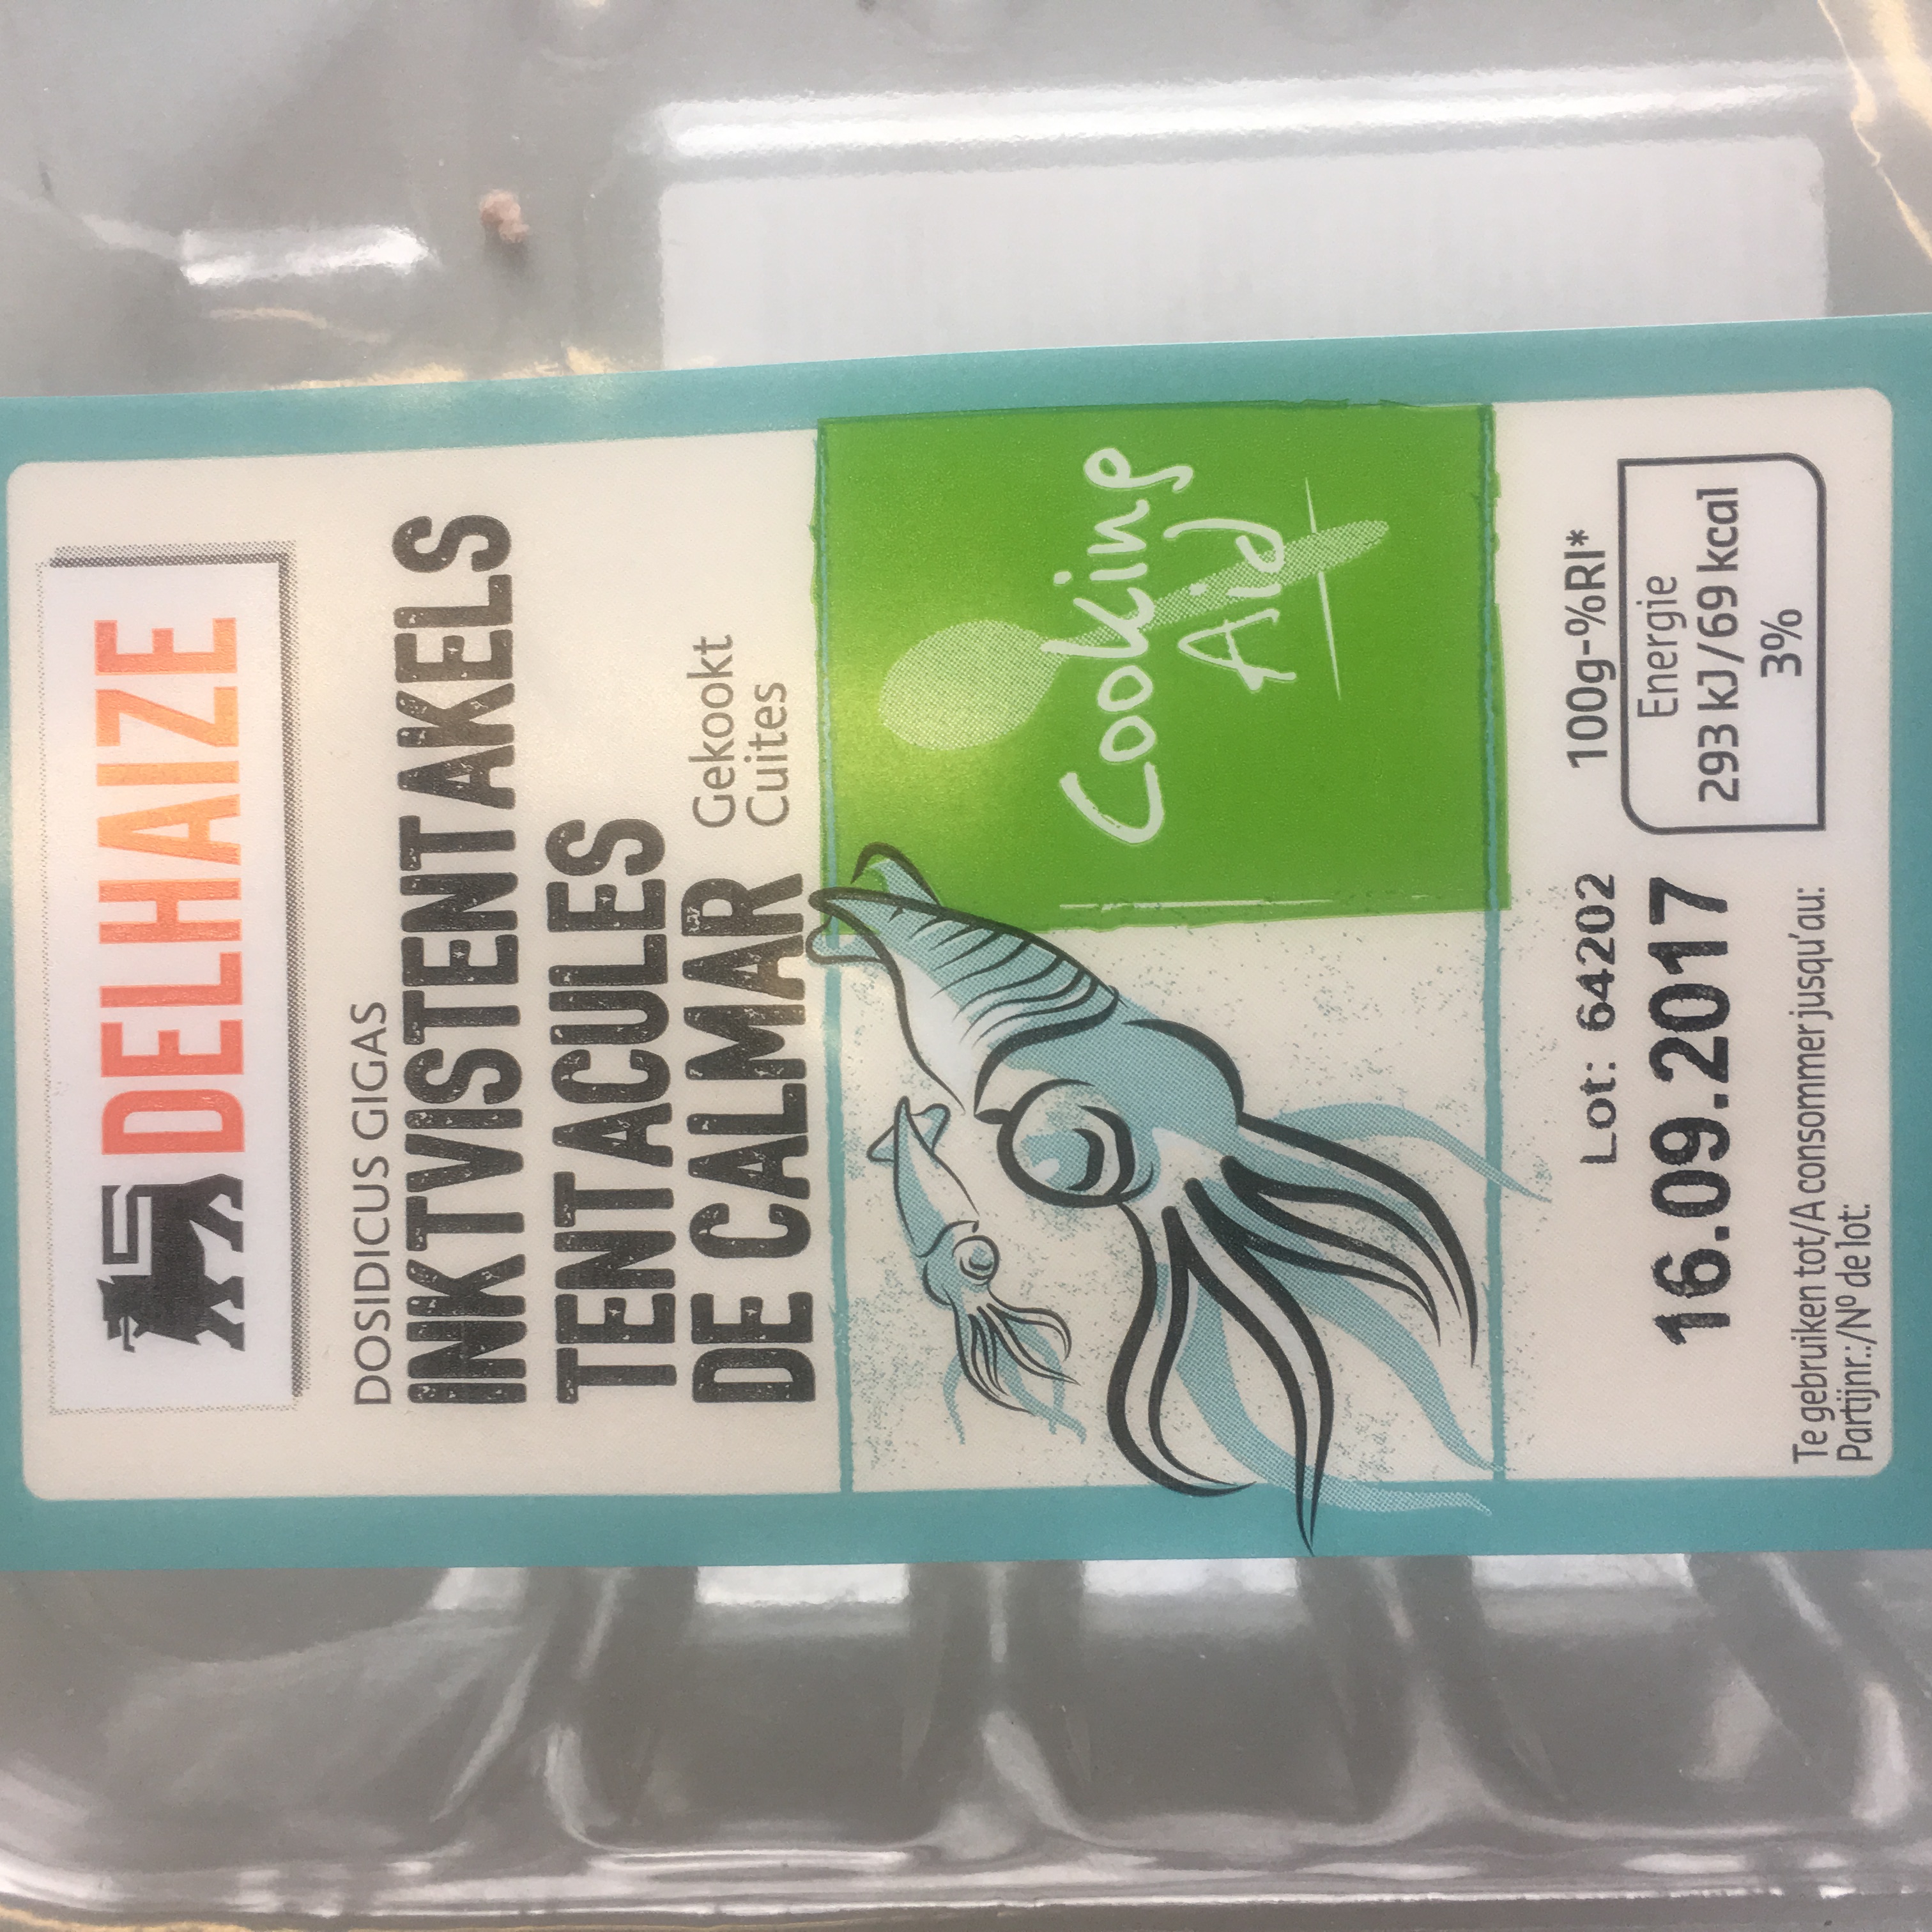 DELHAIZE
DOSIDICUS GIGAS
INKTVISTENTAKELS
TENTACULES
DE CALMAR
Gekookt
Cuites
Cooking
Aid
Lot: 64202
16.09.2017
Te gebruiken tot/A consommer jusqu'au:
Partijnr.:/Nº de lot:
100g-%RI*
Energie
293 kJ/69 kcal
3%